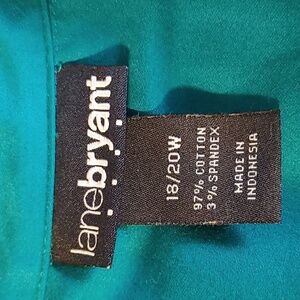 lanebryant
18/20W
97% COTTON
3% SPANDEX
MADE IN
INDONESIA